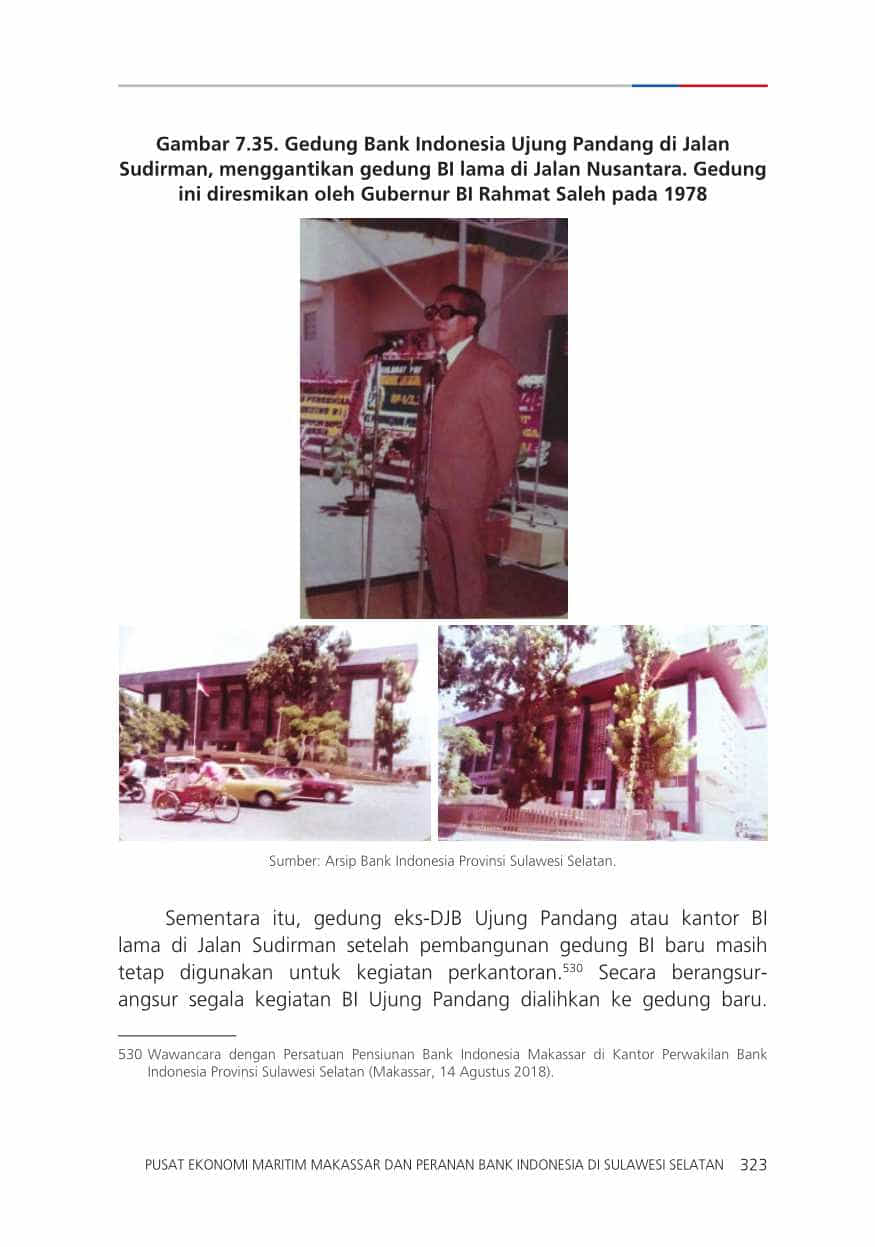 Gambar 7.35. Gedung Bank Indonesia Ujung Pandang di Jalan
Sudirman, menggantikan gedung BI lama di Jalan Nusantara. Gedung
ini diresmikan oleh Gubernur BI Rahmat Saleh pada 1978
Sumber: Arsip Bank Indonesia Provinsi Sulawesi Selatan.
Sementara itu, gedung eks-DJB Ujung Pandang atau kantor BI
lama di Jalan Sudirman setelah pembangunan gedung BI baru masih
tetap digunakan untuk kegiatan perkantoran.530 Secara berangsur-
angsur segala kegiatan BI Ujung Pandang dialihkan ke gedung baru.
530 Wawancara dengan Persatuan Pensiunan Bank Indonesia Makassar di Kantor Perwakilan Bank
Indonesia Provinsi Sulawesi Selatan (Makassar, 14 Agustus 2018).
PUSAT EKONOMI MARITIM MAKASSAR DAN PERANAN BANK INDONESIA DI SULAWESI SELATAN 323